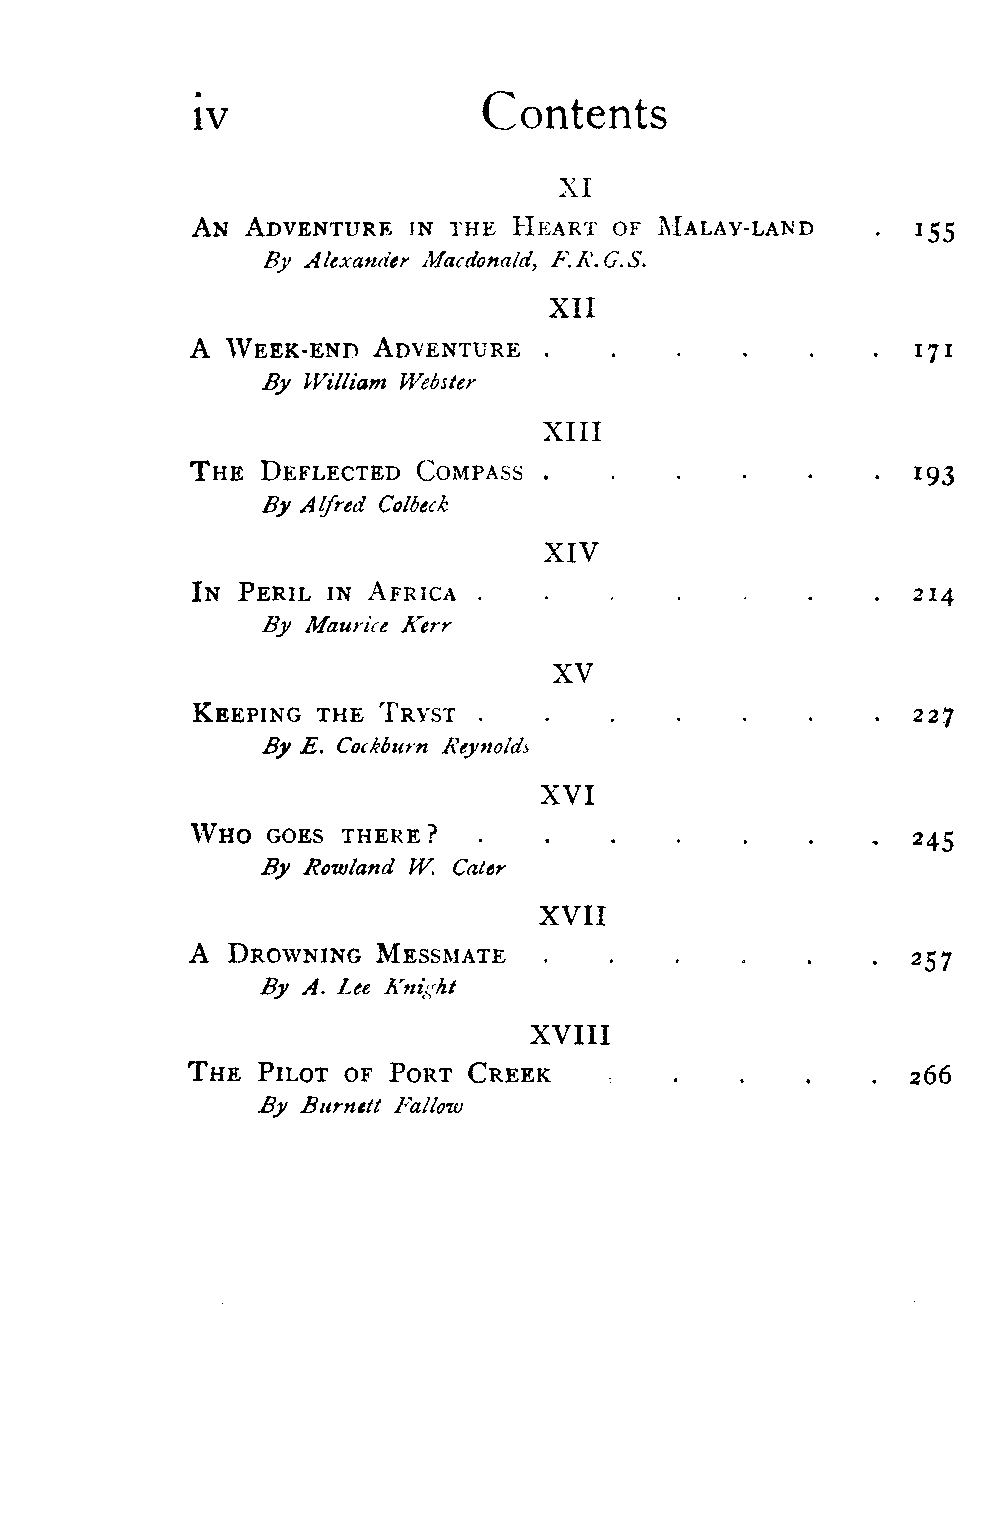 iv Contents
XI
AN ADVENTURE IN THE HEART OF MALAY-LAND . 155
By Alexander Macdonald, F.R.G.S.
XII
A WEEK-END ADVENTURE . . . . . . 171
By William Webster
XIII
THE DEFLECTED COMPASS . . . . . . 193
By Alfred Colbeck
XIV
IN PERIL IN AFRICA . . . . . . . 214
By Maurice Kerr
XV
KEEPING THE TRYST . . . . . . . 227
By E. Cockburn Reynolds
XVI
WHO GOES THERE? . . . . . . . 245
By Rowland W. Cater
XVII
A DROWNING MESSMATE . . . . . . 257
By A. Lee Knight
XVIII
THE PILOT OF PORT CREEK . . . . . 266
By Burnett Fallow